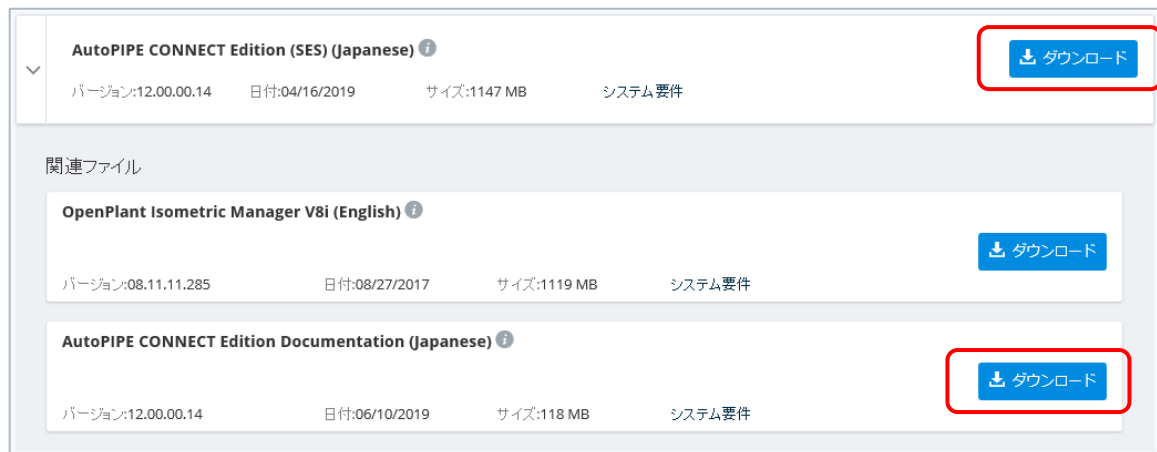 AutoPIPE CONNECT Edition (SES) (Japanese)
ダウンロード
バージョン:12.00.00.14 日付:04/16/2019 サイズ:1147 MB システム要件
関連ファイル
OpenPlant Isometric Manager V8i (English)
ダウンロード
バージョン:08.11.11.285 日付:08/27/2017 サイズ:1119 MB システム要件
AutoPIPE CONNECT Edition Documentation (Japanese)
ダウンロード
バージョン:12.00.00.14 日付:06/10/2019 サイズ:118 MB システム要件